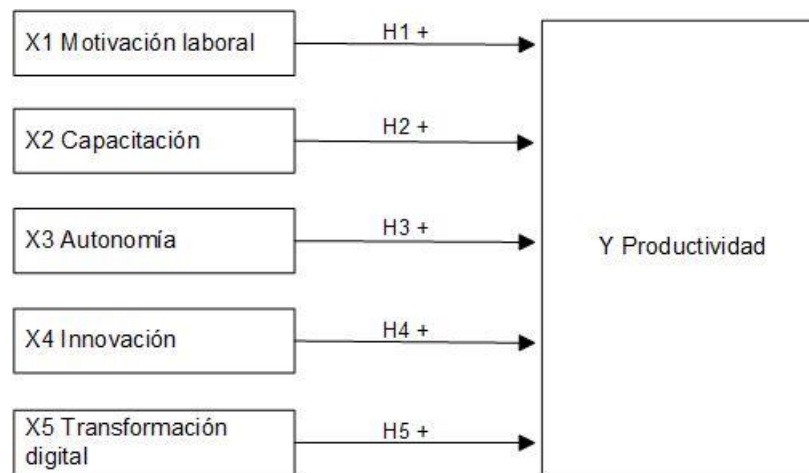 X1 Motivación laboral
H1 +
X2 Capacitación
H2 +
X3 Autonomía
H3 +
Y Productividad
X4 Innovación
H4 +
X5 Transformación
digital
H5 +